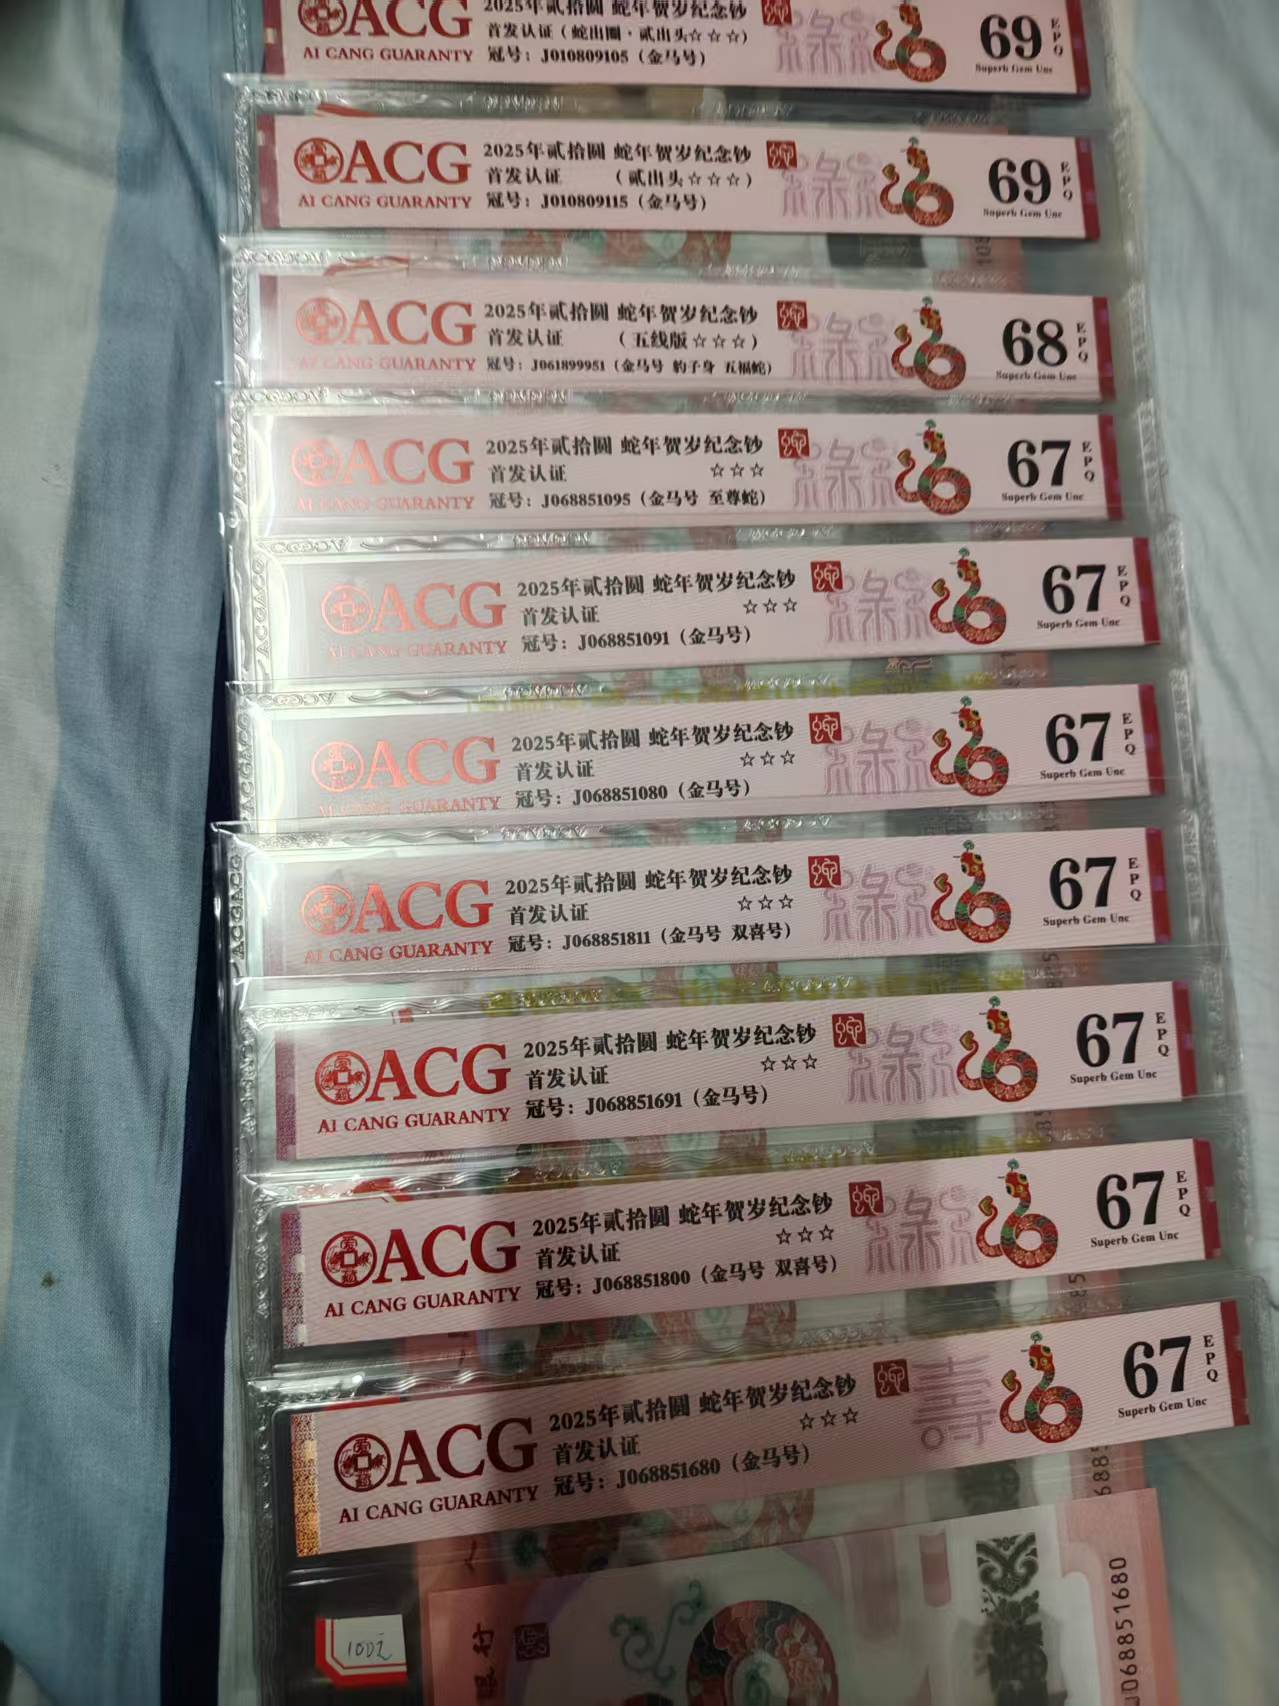 ACG
AI CANG GUARANTY
2025年贰拾圆 蛇年贺岁纪念钞
首发认证（蛇出圈·贰出头☆☆☆）
冠号：J010809105（金马号）
69
EPQ
Superb Gem Unc
ACG
AI CANG GUARANTY
2025年贰拾圆 蛇年贺岁纪念钞
首发认证 （贰出头☆☆☆）
冠号：J010809115（金马号）
69
EPQ
Superb Gem Unc
ACG
AI CANG GUARANTY
2025年贰拾圆 蛇年贺岁纪念钞
首发认证 （五线版☆☆☆）
冠号：J061899951（金马号 豹子身 五福蛇）
68
EPQ
Superb Gem Unc
ACG
AI CANG GUARANTY
2025年贰拾圆 蛇年贺岁纪念钞
首发认证 ☆☆☆
冠号：J068851095（金马号 至尊蛇）
67
EPQ
Superb Gem Unc
ACG
AI CANG GUARANTY
2025年贰拾圆 蛇年贺岁纪念钞
首发认证 ☆☆☆
冠号：J068851091（金马号）
67
EPQ
Superb Gem Unc
ACG
AI CANG GUARANTY
2025年贰拾圆 蛇年贺岁纪念钞
首发认证 ☆☆☆
冠号：J068851080（金马号）
67
EPQ
Superb Gem Unc
ACG
AI CANG GUARANTY
2025年贰拾圆 蛇年贺岁纪念钞
首发认证 ☆☆☆
冠号：J068851811（金马号 双喜号）
67
EPQ
Superb Gem Unc
ACG
AI CANG GUARANTY
2025年贰拾圆 蛇年贺岁纪念钞
首发认证 ☆☆☆
冠号：J068851691（金马号）
67
EPQ
Superb Gem Unc
ACG
AI CANG GUARANTY
2025年贰拾圆 蛇年贺岁纪念钞
首发认证 ☆☆☆
冠号：J068851800（金马号 双喜号）
67
EPQ
Superb Gem Unc
ACG
AI CANG GUARANTY
2025年贰拾圆 蛇年贺岁纪念钞
首发认证 ☆☆☆
冠号：J068851680（金马号）
67
EPQ
Superb Gem Unc
100元
银行
J068851680